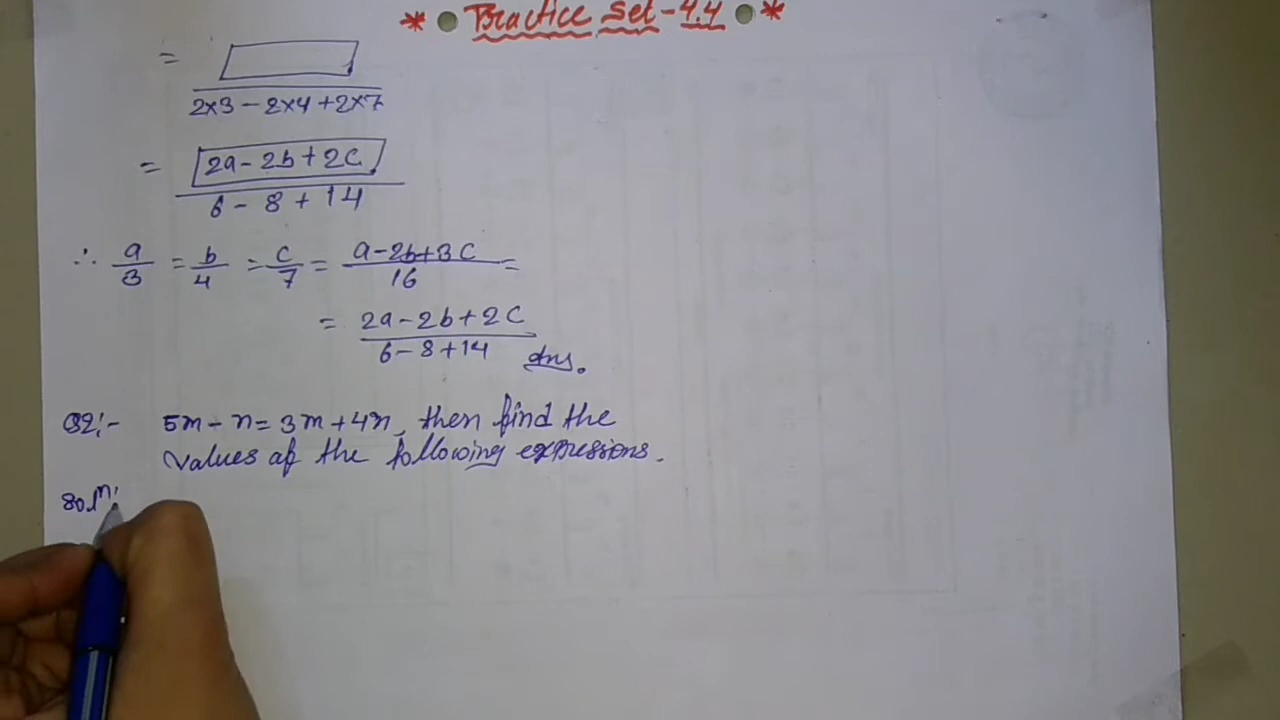 * Practice Set-4.4 *
=
2×3 - 2×4 + 2×7
= 2a - 2b + 2c
6 - 8 + 14
∴ a/3 = b/4 = c/7 = a-2b+3c/16 =
= 2a - 2b + 2c
6 - 8 + 14 Ans.
Q2:- 5m - n = 3m + 4n, then find the
values of the following expressions.
Soln: